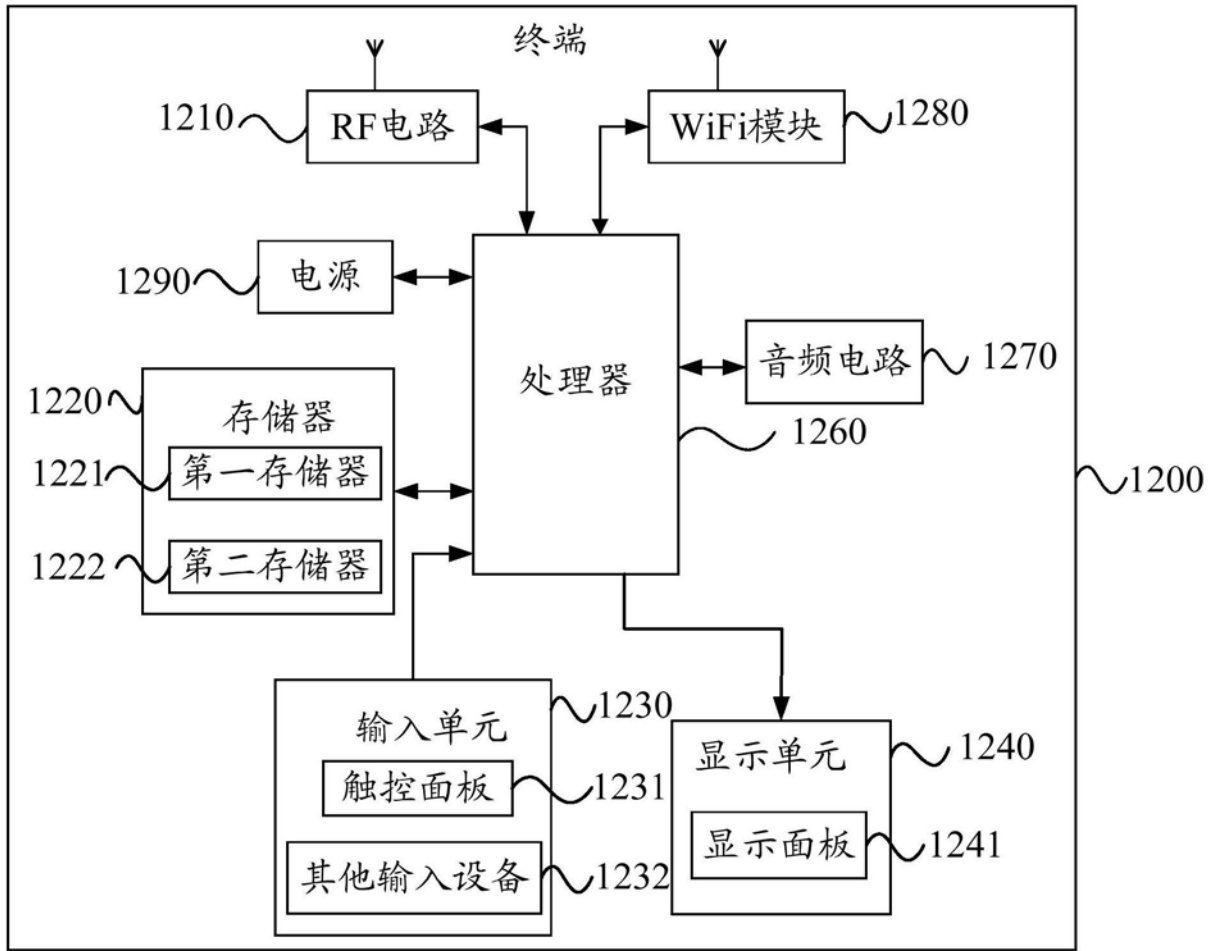 终端
1210
RF电路
WiFi模块
1280
1290
电源
处理器
音频电路
1270
1260
1220
存储器
1221
第一存储器
1222
第二存储器
1200
输入单元
1230
触控面板
1231
其他输入设备
1232
显示单元
1240
显示面板
1241